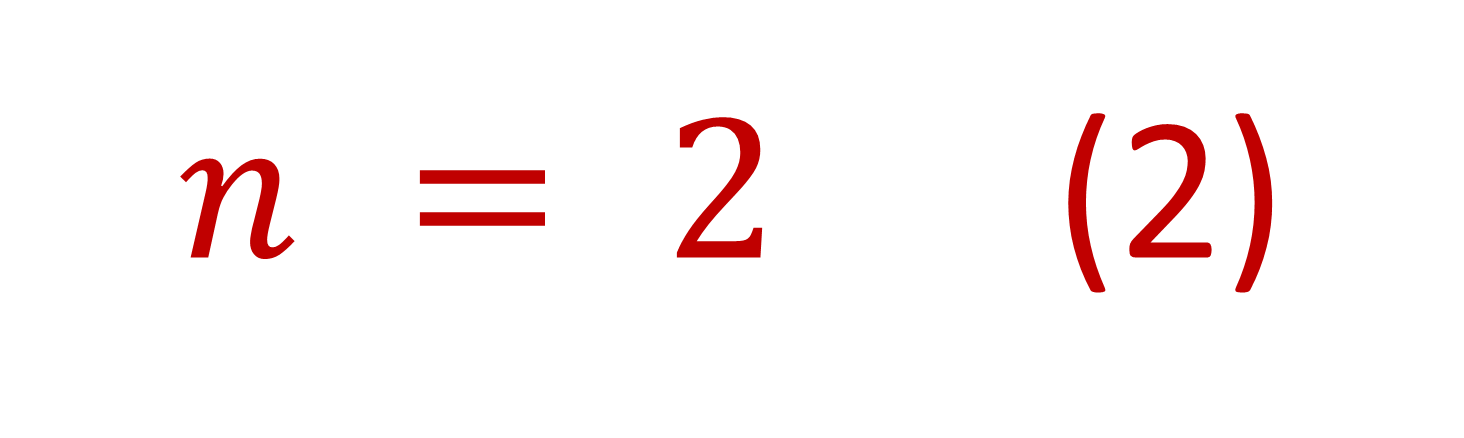 n = 2 (2)